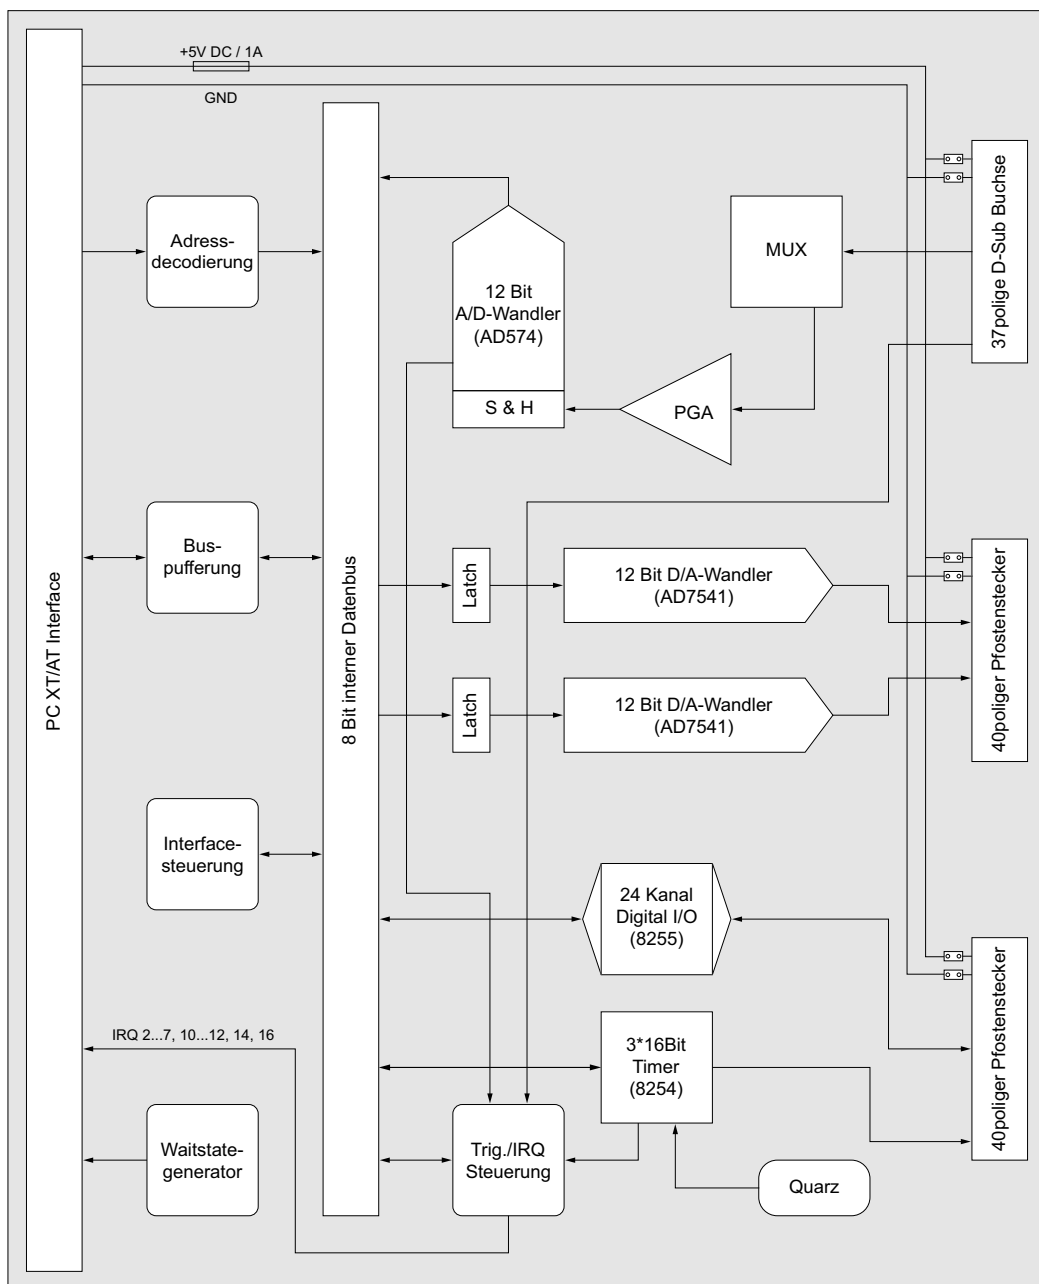 +5V DC / 1A
GND
PC XT/AT Interface
Adress-
decodierung
Bus-
pufferung
Interface-
steuerung
IRQ 2...7, 10...12, 14, 16
Waitstate-
generator
8 Bit interner Datenbus
12 Bit
A/D-Wandler
(AD574)
S & H
MUX
PGA
Latch
12 Bit D/A-Wandler
(AD7541)
Latch
12 Bit D/A-Wandler
(AD7541)
24 Kanal
Digital I/O
(8255)
3*16Bit
Timer
(8254)
Trig./IRQ
Steuerung
Quarz
37polige D-Sub Buchse
40poliger Pfostenstecker
40poliger Pfostenstecker